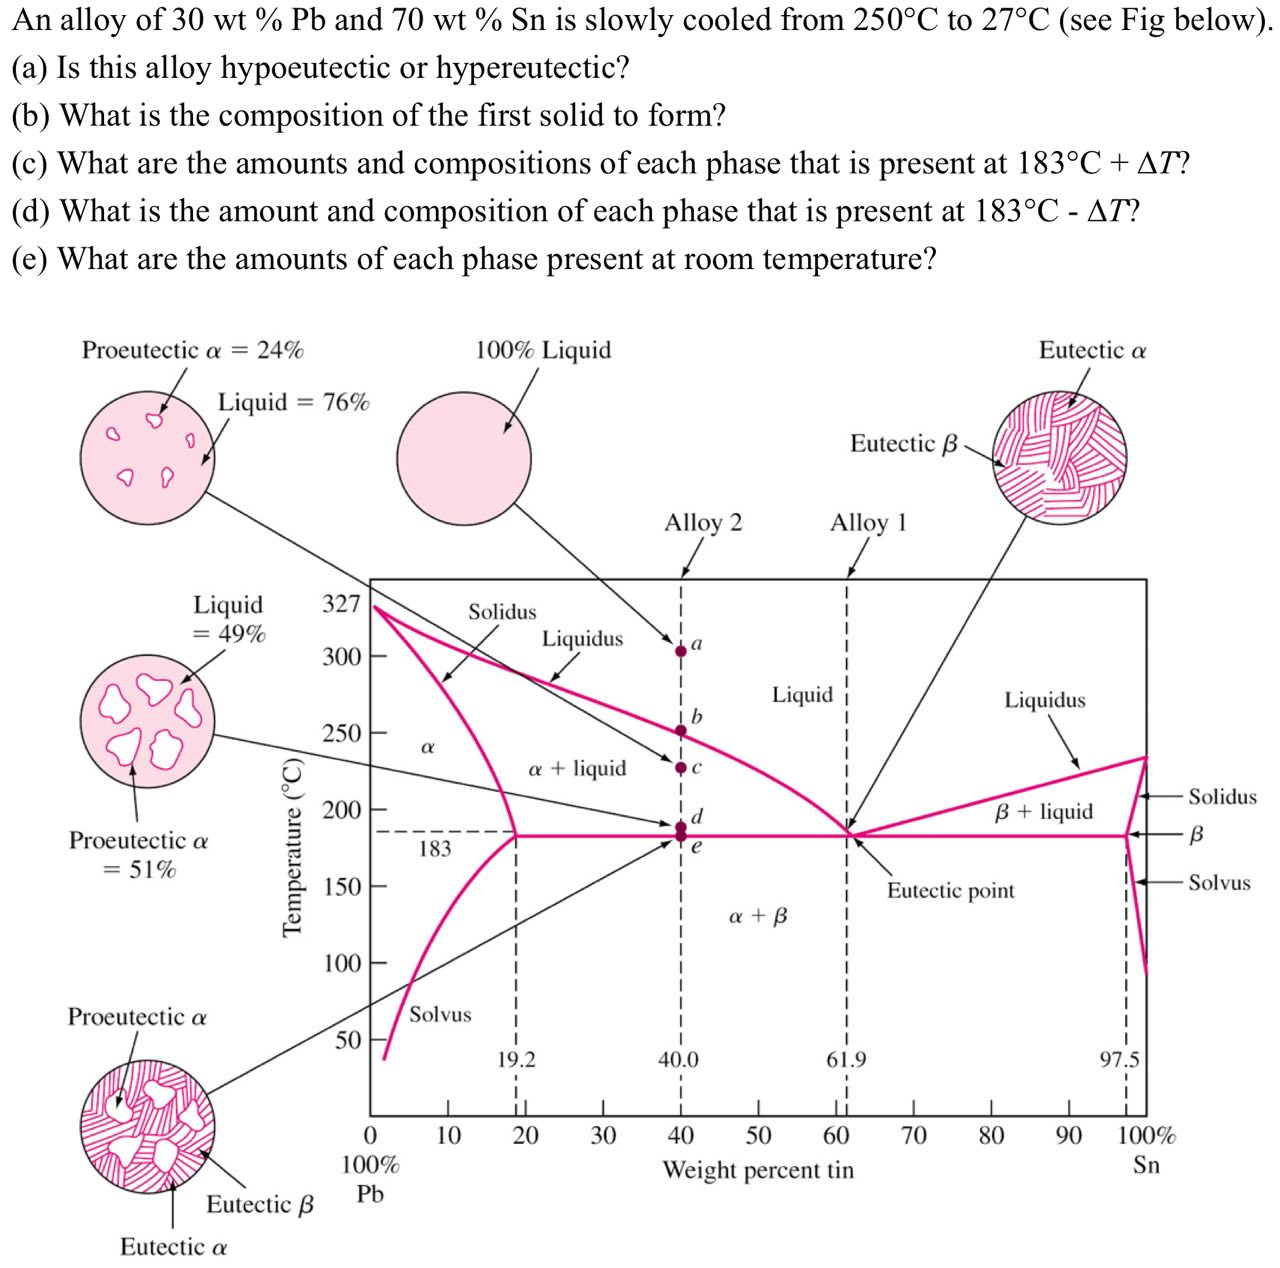 An alloy of 30 wt % Pb and 70 wt % Sn is slowly cooled from 250°C to 27°C (see Fig below).
(a) Is this alloy hypoeutectic or hypereutectic?
(b) What is the composition of the first solid to form?
(c) What are the amounts and compositions of each phase that is present at 183°C + ΔT?
(d) What is the amount and composition of each phase that is present at 183°C - ΔT?
(e) What are the amounts of each phase present at room temperature?
Proeutectic α = 24%
100% Liquid
Eutectic α
Liquid = 76%
Eutectic β
Alloy 2
Alloy 1
Liquid
= 49%
327
Solidus
Liquidus
a
300
Liquid
Liquidus
b
250
α
α + liquid
c
Solidus
200
d
β + liquid
Proeutectic α
= 51%
183
e
β
Temperature (°C)
150
Eutectic point
Solvus
α + β
100
Proeutectic α
Solvus
50
19.2
40.0
61.9
97.5
0 10 20 30 40 50 60 70 80 90 100%
100%
Pb
Weight percent tin
Sn
Eutectic β
Eutectic α